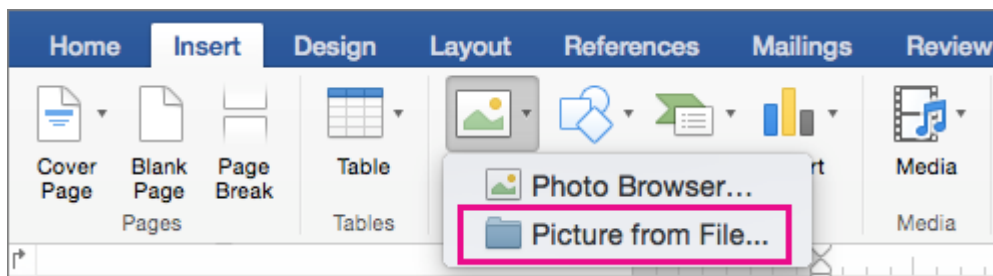 Home Insert Design Layout References Mailings Review
Cover Page
Blank Page
Page Break
Table
rt
Media
Photo Browser...
Pages
Tables
Picture from File...
Media